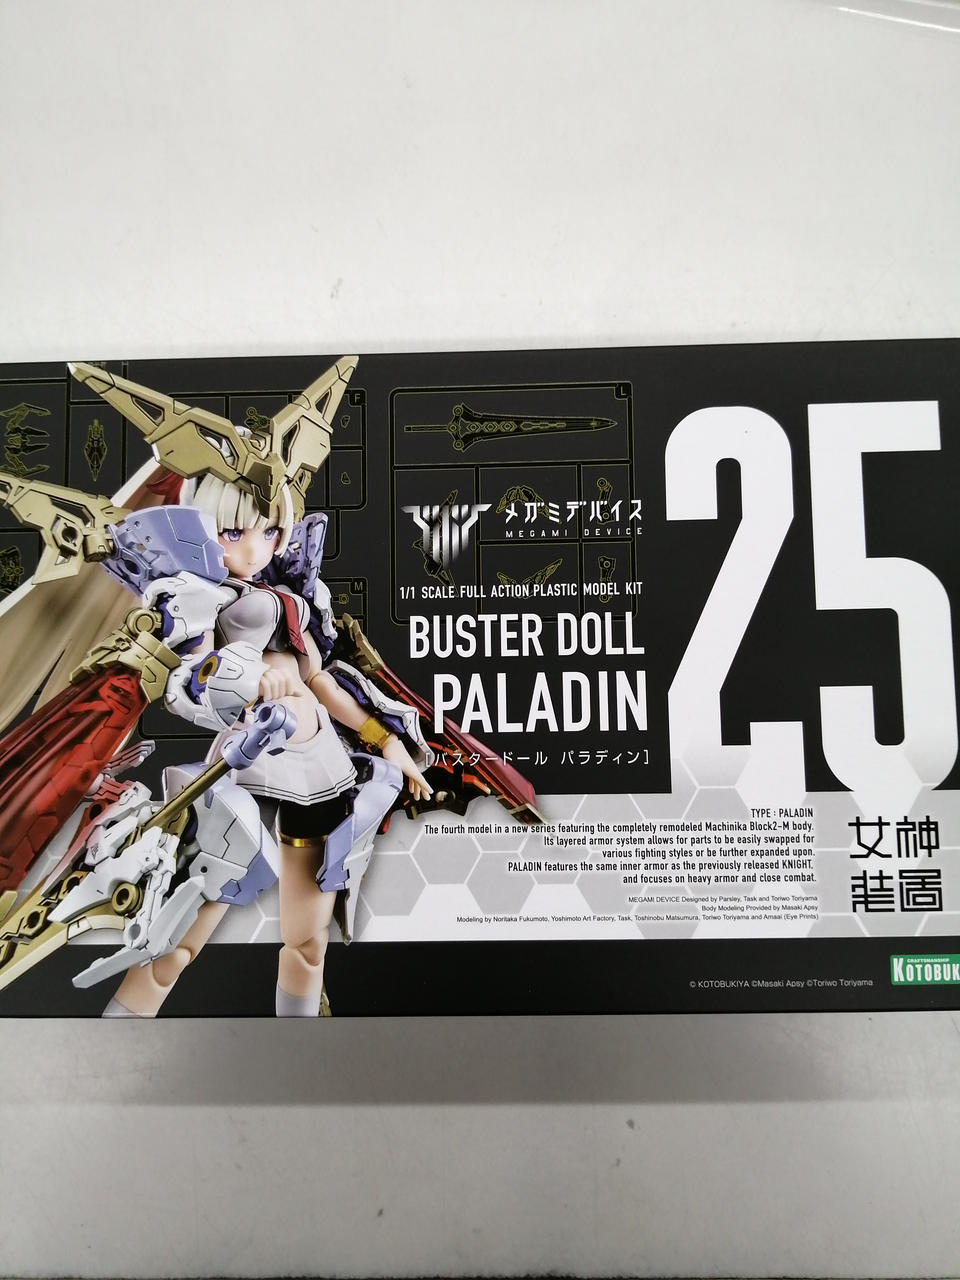 F
L
M
25
メガミデバイス
MEGAMI DEVICE
1/1 SCALE FULL ACTION PLASTIC MODEL KIT
BUSTER DOLL
PALADIN
[バスタードール パラディン]
TYPE : PALADIN
The fourth model in a new series featuring the completely remodeled Machinika Block2-M body.
Its layered armor system allows for parts to be easily swapped for
various fighting styles or be further expanded upon.
PALADIN features the same inner armor as the previously released KNIGHT,
and focuses on heavy armor and close combat.
MEGAMI DEVICE Designed by Parsley, Task and Toriwo Toriyama
Body Modeling Provided by Masaki Apsy
Modeling by Noritaka Fukumoto, Yoshimoto Art Factory, Task, Toshinobu Matsumura, Toriwo Toriyama and Amaai (Eye Prints)
女神
装置
CRAFTSMANSHIP
KOTOBUK
© KOTOBUKIYA ©Masaki Apsy ©Toriwo Toriyama